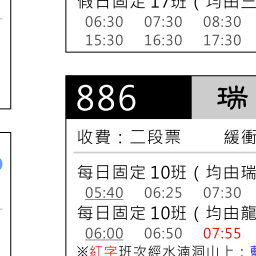 假日固定 17班 ( 均由三
06:30 07:30 08:30
15:30 16:30 17:30
886 瑞
收費：二段票 緩衝
每日固定 10班 ( 均由瑞
05:40 06:25 07:30
每日固定 10班 ( 均由龍
06:00 06:50 07:55
※紅字班次經水湳洞山上：